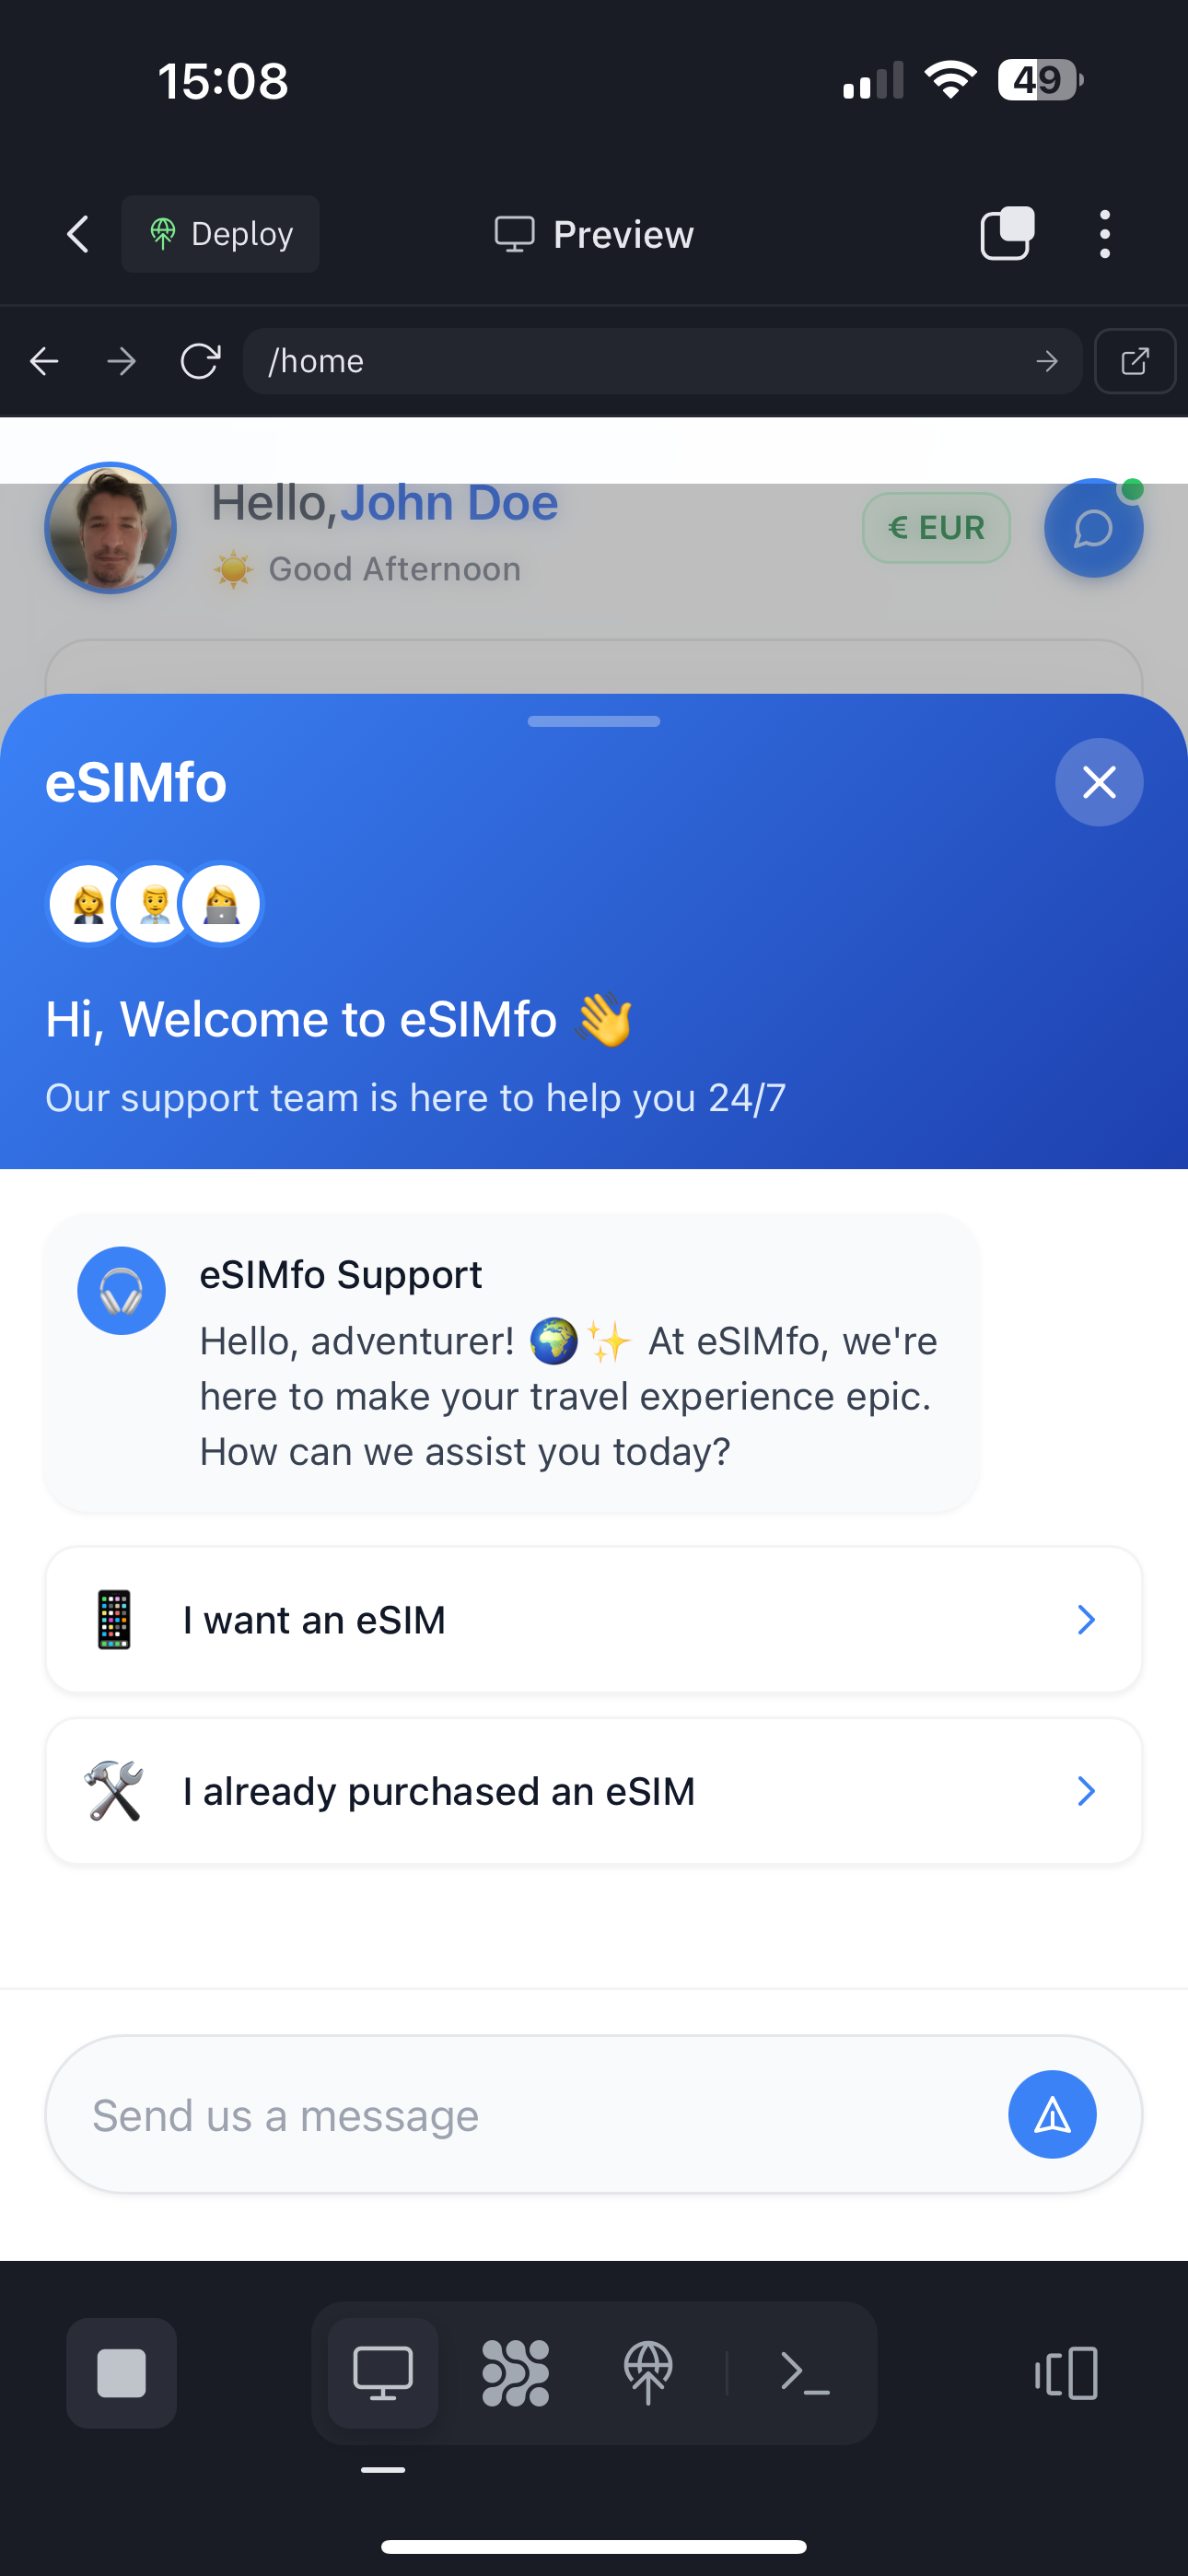 15:08
49
Deploy
Preview
/home
Hello,John Doe
Good Afternoon
€ EUR
eSIMfo
Hi, Welcome to eSIMfo 👋
Our support team is here to help you 24/7
eSIMfo Support
Hello, adventurer! 🌍✨ At eSIMfo, we're
here to make your travel experience epic.
How can we assist you today?
I want an eSIM
I already purchased an eSIM
Send us a message